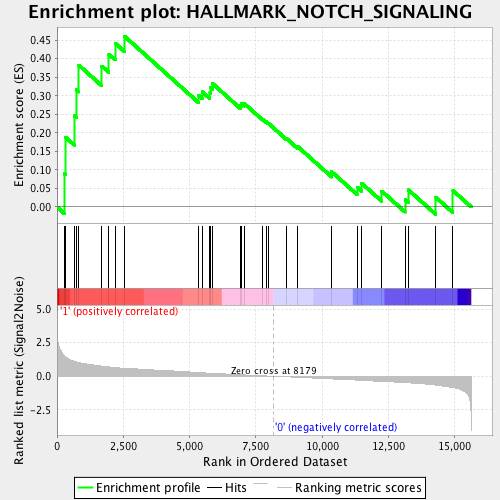 Enrichment plot: HALLMARK_NOTCH_SIGNALING
Enrichment score (ES)
0.45
0.40
0.35
0.30
0.25
0.20
0.15
0.10
0.05
0.00
'1' (positively correlated)
Ranked list metric (Signal2Noise)
5.0
2.5
0.0
-2.5
Zero cross at 8179
'0' (negatively correlated)
0 2,500 5,000 7,500 10,000 12,500 15,000
Rank in Ordered Dataset
Enrichment profile Hits Ranking metric scores